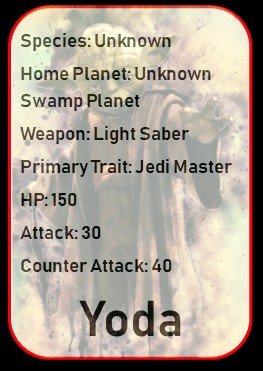 Species: Unknown
Home Planet: Unknown
Swamp Planet
Weapon: Light Saber
Primary Trait: Jedi Master
HP: 150
Attack: 30
Counter Attack: 40
Yoda